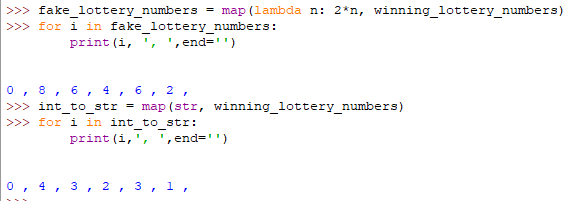 >>> fake_lottery_numbers = map(lambda n: 2*n, winning_lottery_numbers)
>>> for i in fake_lottery_numbers:
        print(i, ', ',end='')
0 , 8 , 6 , 4 , 6 , 2 ,
>>> int_to_str = map(str, winning_lottery_numbers)
>>> for i in int_to_str:
        print(i,', ',end='')
0 , 4 , 3 , 2 , 3 , 1 ,
>>>